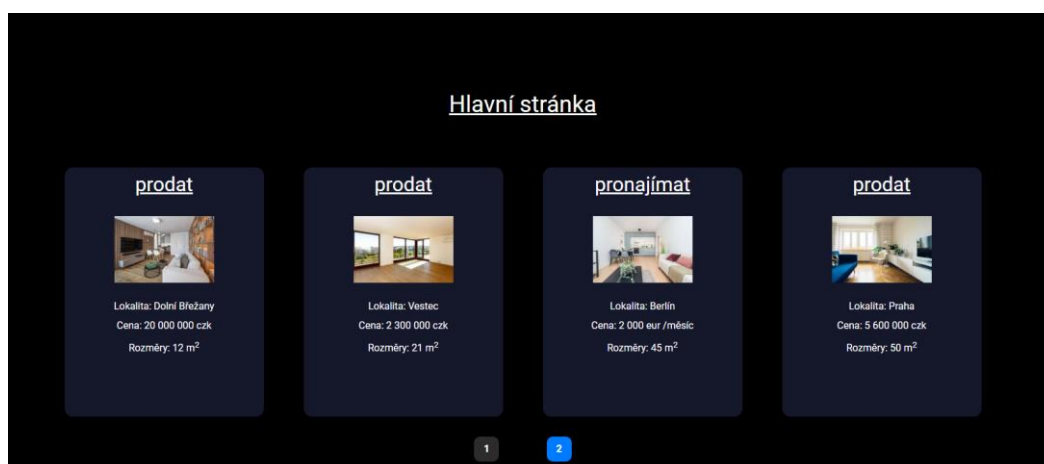 Hlavní stránka
prodat
Lokalita: Dolní Břežany
Cena: 20 000 000 czk
Rozměry: 12 m²
prodat
Lokalita: Vestec
Cena: 2 300 000 czk
Rozměry: 21 m²
pronajímat
Lokalita: Berlín
Cena: 2 000 eur /měsíc
Rozměry: 45 m²
prodat
Lokalita: Praha
Cena: 5 600 000 czk
Rozměry: 50 m²
1
2